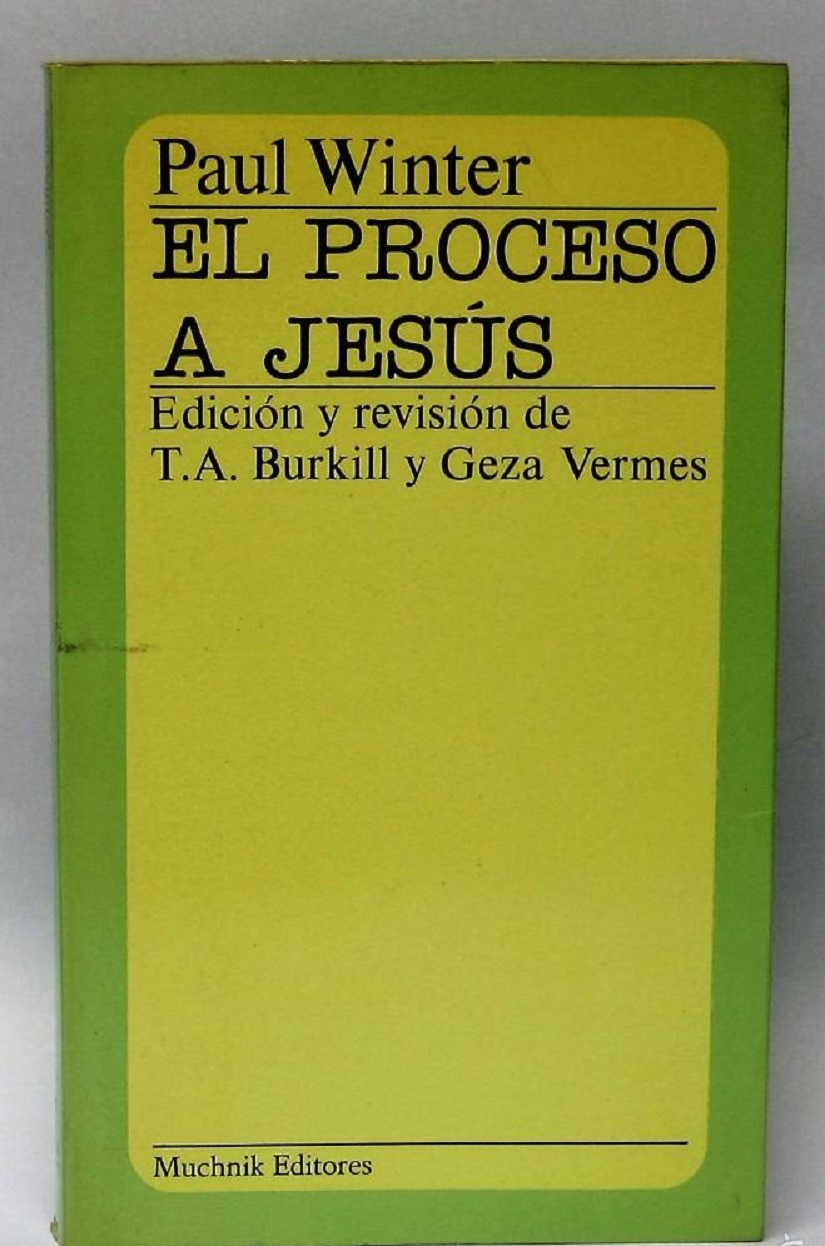 Paul Winter
EL PROCESO
A JESÚS
Edición y revisión de
T.A. Burkill y Geza Vermes
Muchnik Editores